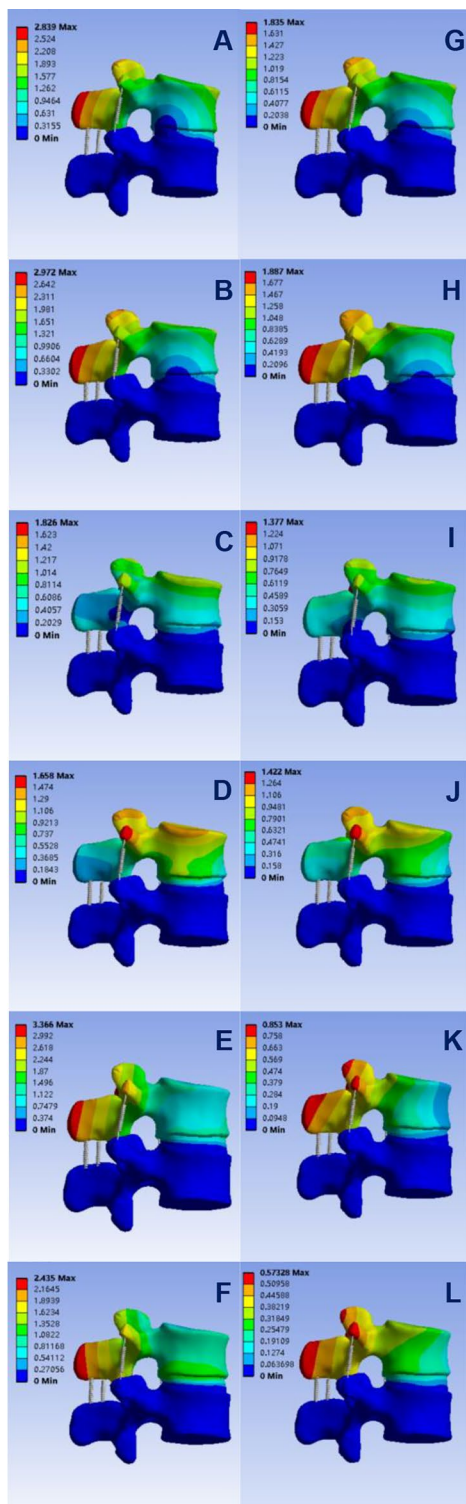 A
2.839 Max
2.524
2.208
1.893
1.577
1.262
0.9464
0.631
0.3155
0 Min
G
1.835 Max
1.631
1.427
1.223
1.019
0.8154
0.6115
0.4077
0.2038
0 Min
B
2.972 Max
2.642
2.311
1.981
1.651
1.321
0.9906
0.6604
0.3302
0 Min
H
1.887 Max
1.677
1.467
1.258
1.048
0.8385
0.6289
0.4193
0.2096
0 Min
C
1.826 Max
1.623
1.42
1.217
1.014
0.8114
0.6086
0.4057
0.2029
0 Min
I
1.377 Max
1.224
1.071
0.9178
0.7649
0.6119
0.4589
0.3059
0.153
0 Min
D
1.658 Max
1.474
1.29
1.106
0.9213
0.737
0.5528
0.3685
0.1843
0 Min
J
1.422 Max
1.264
1.106
0.9481
0.7901
0.6321
0.4741
0.316
0.158
0 Min
E
3.366 Max
2.992
2.618
2.244
1.87
1.496
1.122
0.7479
0.374
0 Min
K
0.853 Max
0.758
0.663
0.569
0.474
0.379
0.284
0.19
0.0948
0 Min
F
2.435 Max
2.1645
1.8939
1.6234
1.3528
1.0822
0.81168
0.54112
0.27056
0 Min
L
0.57328 Max
0.50958
0.44588
0.38219
0.31849
0.25479
0.19109
0.1274
0.063698
0 Min